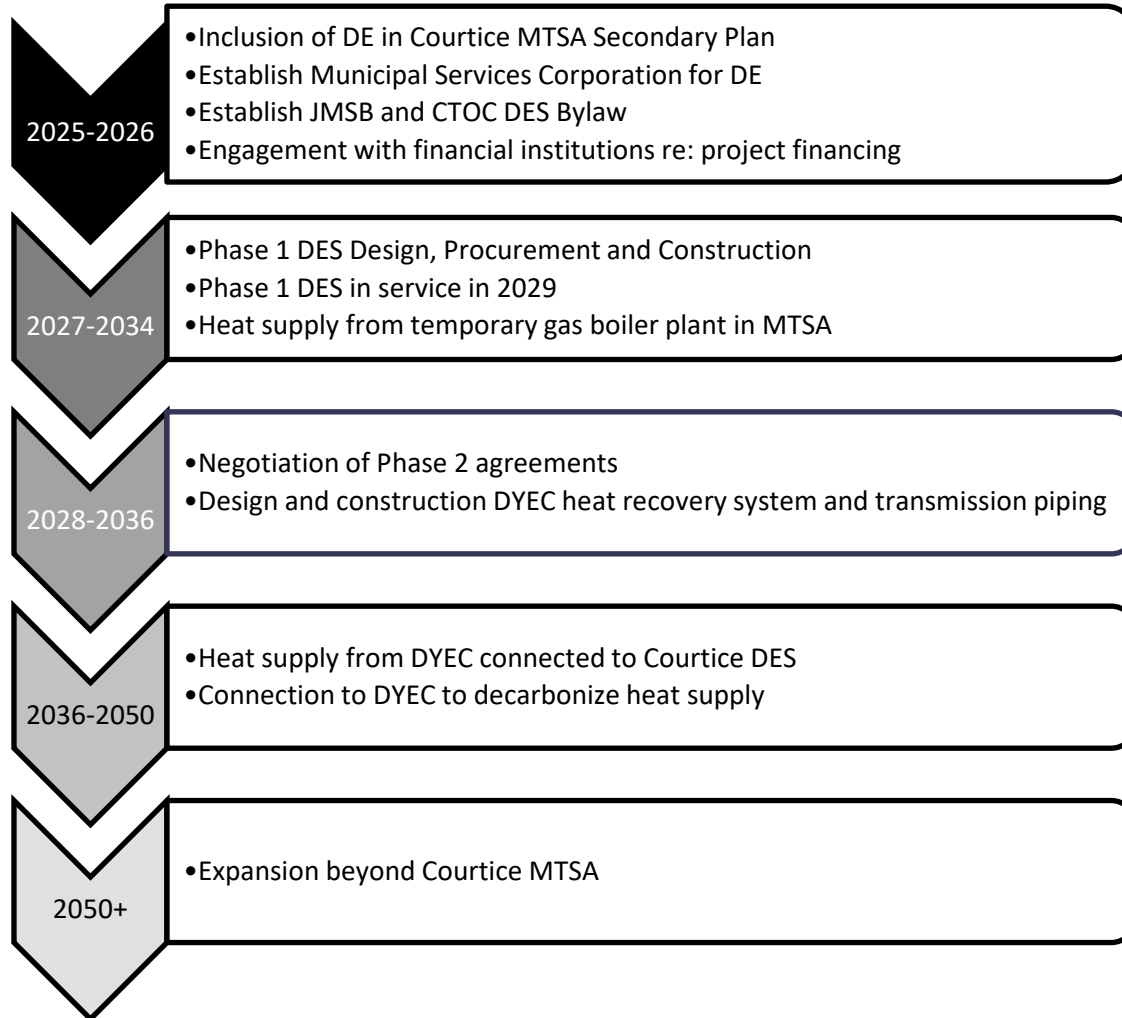 2025-2026
•Inclusion of DE in Courtice MTSA Secondary Plan
•Establish Municipal Services Corporation for DE
•Establish JMSB and CTOC DES Bylaw
•Engagement with financial institutions re: project financing
2027-2034
•Phase 1 DES Design, Procurement and Construction
•Phase 1 DES in service in 2029
•Heat supply from temporary gas boiler plant in MTSA
2028-2036
•Negotiation of Phase 2 agreements
•Design and construction DYEC heat recovery system and transmission piping
2036-2050
•Heat supply from DYEC connected to Courtice DES
•Connection to DYEC to decarbonize heat supply
2050+
•Expansion beyond Courtice MTSA